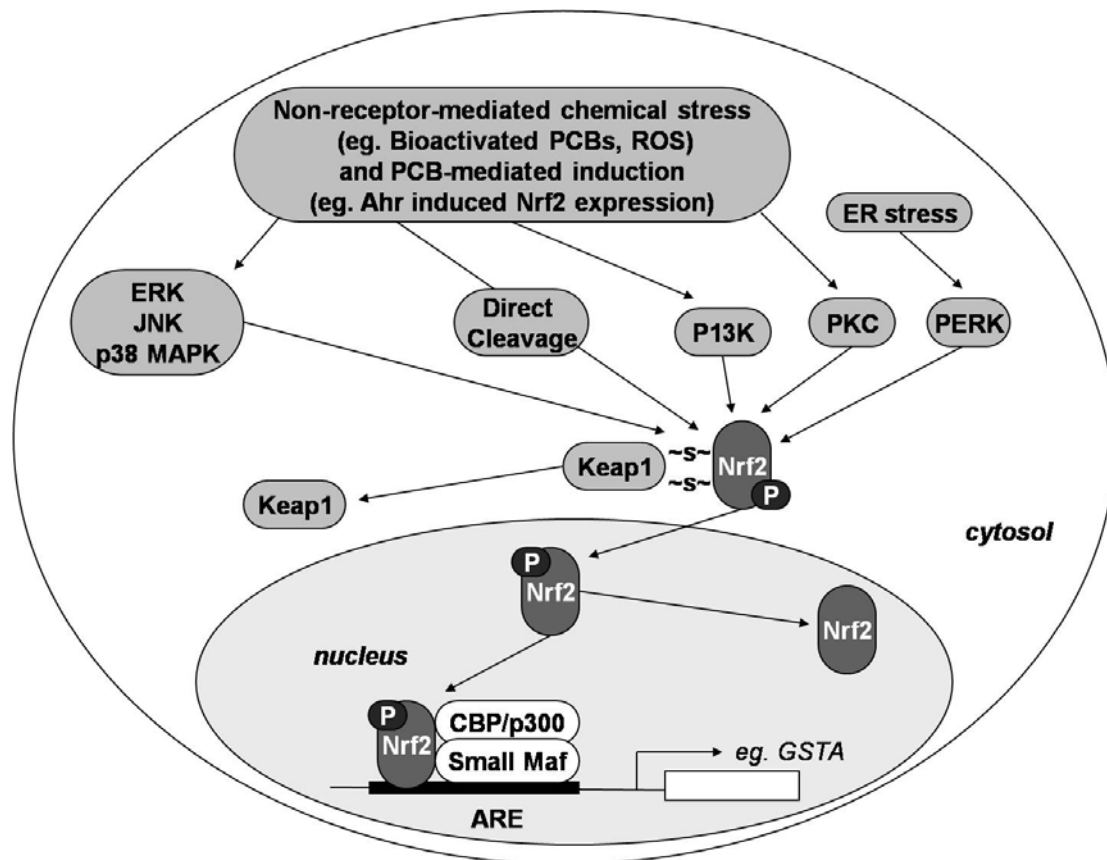 Non-receptor-mediated chemical stress
(eg. Bioactivated PCBs, ROS)
and PCB-mediated induction
(eg. Ahr induced Nrf2 expression)
ER stress
ERK
JNK
p38 MAPK
Direct
Cleavage
P13K
PKC
PERK
Keap1
~s~
~s~
Nrf2
P
Keap1
cytosol
P
Nrf2
Nrf2
nucleus
P
Nrf2
CBP/p300
Small Maf
eg. GSTA
ARE